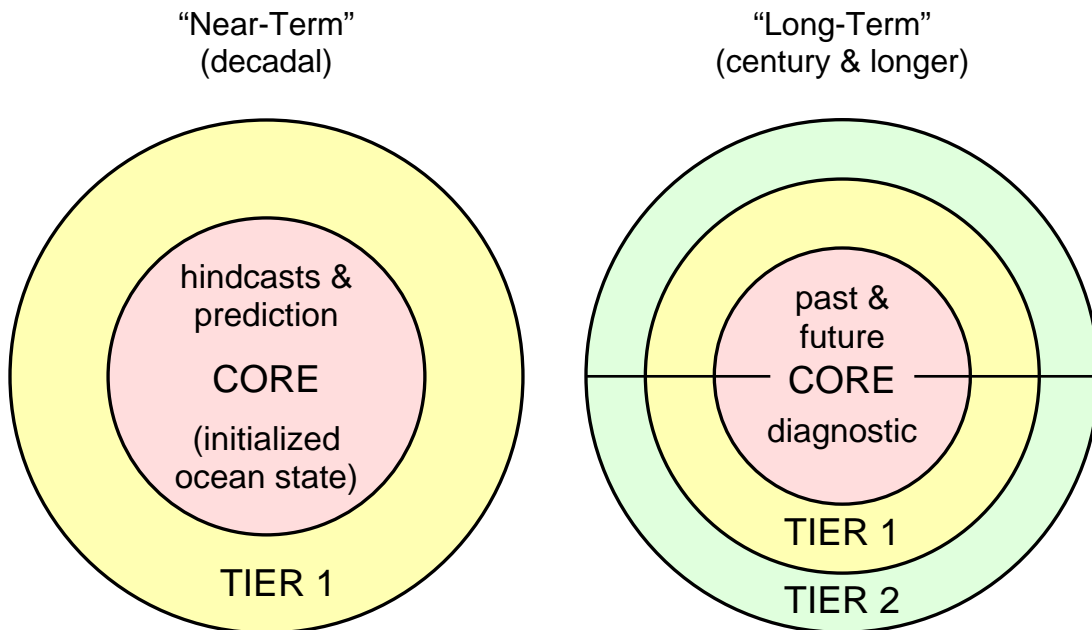 “Near-Term”
(decadal)
hindcasts &
prediction
CORE
(initialized
ocean state)
TIER 1
“Long-Term”
(century & longer)
past &
future
CORE
diagnostic
TIER 1
TIER 2